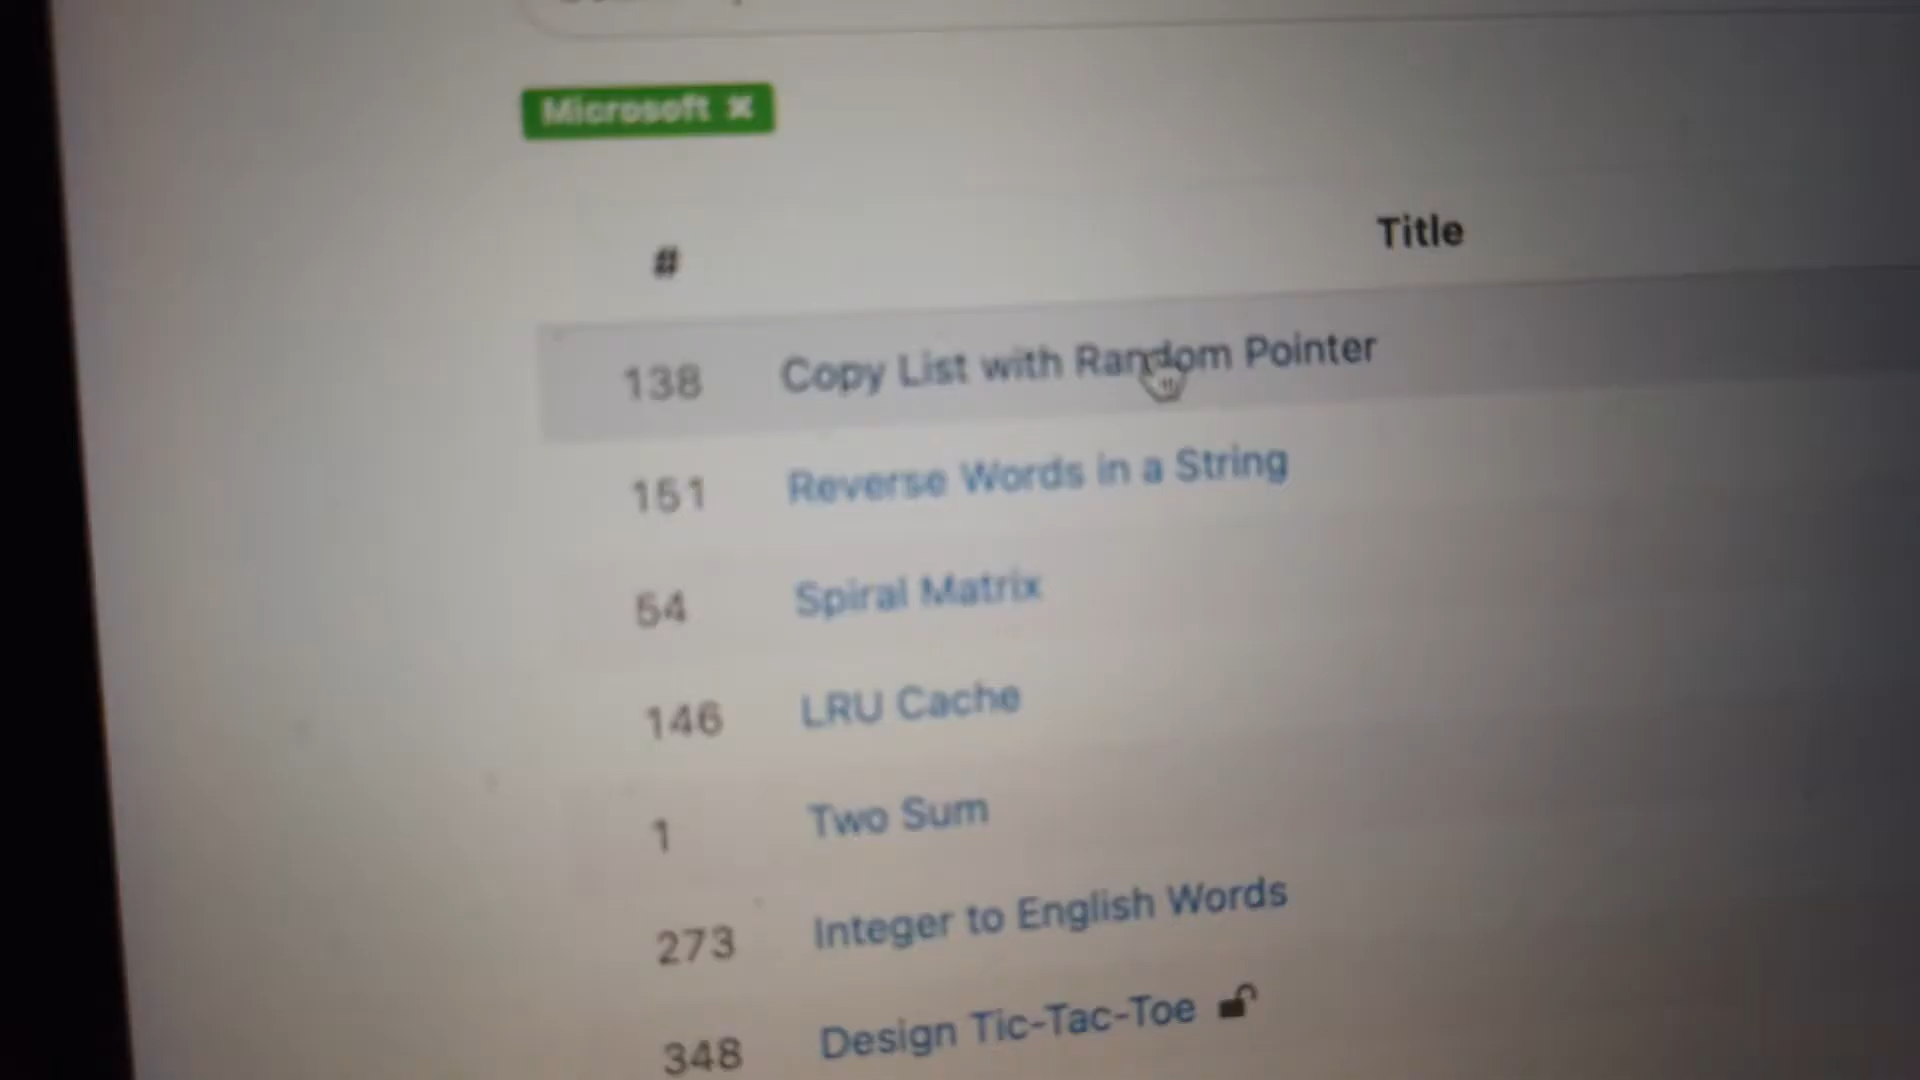 Microsoft ×
# Title
138 Copy List with Random Pointer
151 Reverse Words in a String
54 Spiral Matrix
146 LRU Cache
1 Two Sum
273 Integer to English Words
348 Design Tic-Tac-Toe